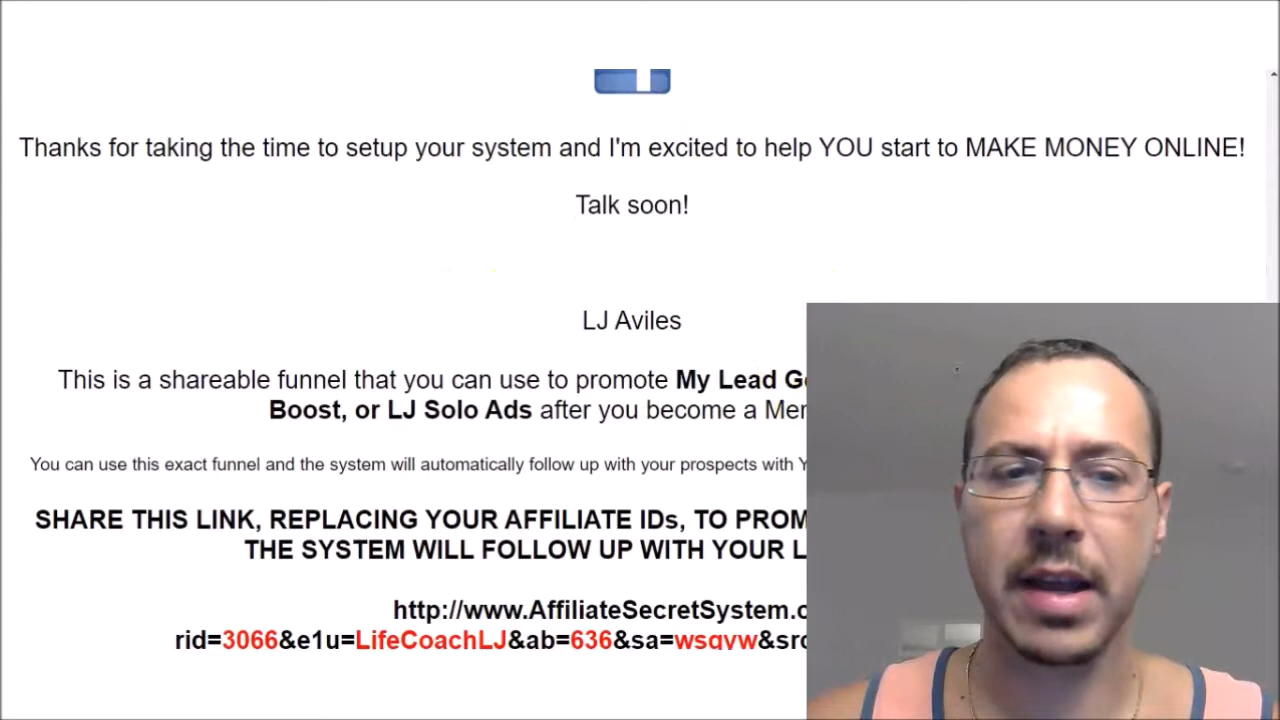 Thanks for taking the time to setup your system and I'm excited to help YOU start to MAKE MONEY ONLINE!
Talk soon!
LJ Aviles
This is a shareable funnel that you can use to promote My Lead
Boost, or LJ Solo Ads after you become a
You can use this exact funnel and the system will automatically follow up with your prospects with
SHARE THIS LINK, REPLACING YOUR AFFILIATE IDs, TO
THE SYSTEM WILL FOLLOW UP WITH YOUR
http://www.AffiliateSecretSystem.
rid=3066&e1u=LifeCoachLJ&ab=636&sa=wsqyw&src